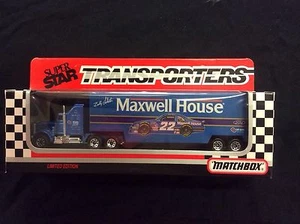 SUPER
STAR
TRANSPORTERS
Maxwell House
22
LIMITED EDITION
MATCHBOX